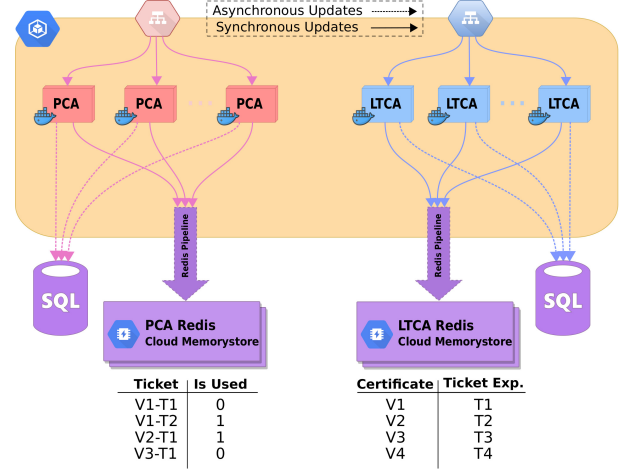 Asynchronous Updates
Synchronous Updates
PCA
PCA
PCA
LTCA
LTCA
LTCA
Redis Pipeline
Redis Pipeline
SQL
SQL
PCA Redis
Cloud Memorystore
LTCA Redis
Cloud Memorystore
Ticket Is Used
V1-T1 0
V1-T2 1
V2-T1 1
V3-T1 0
Certificate Ticket Exp.
V1 T1
V2 T2
V3 T3
V4 T4